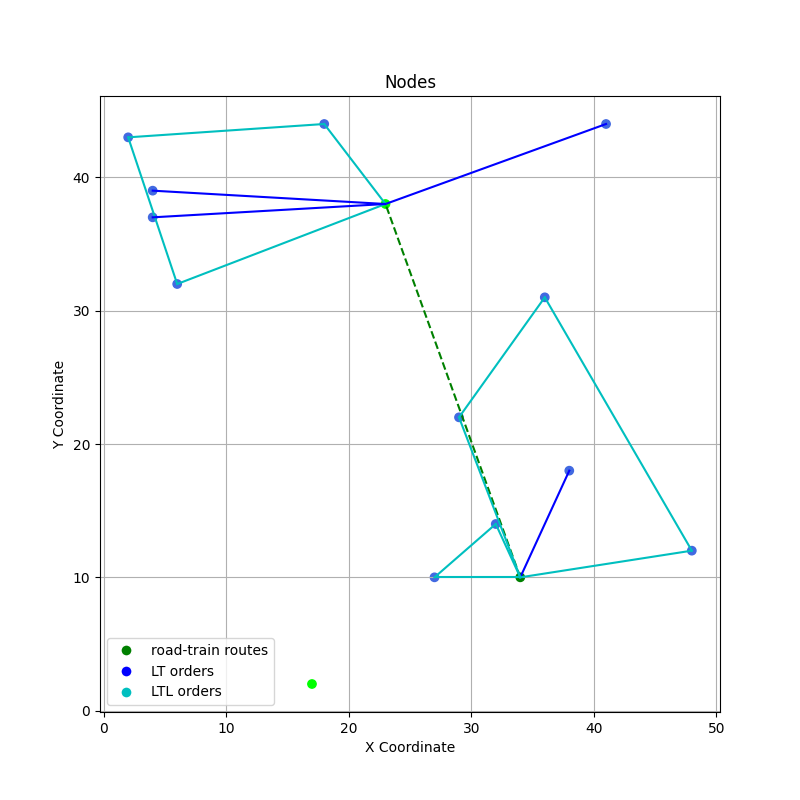 Nodes
Y Coordinate
40
30
20
10
0
road-train routes
LT orders
LTL orders
0 10 20 30 40 50
X Coordinate